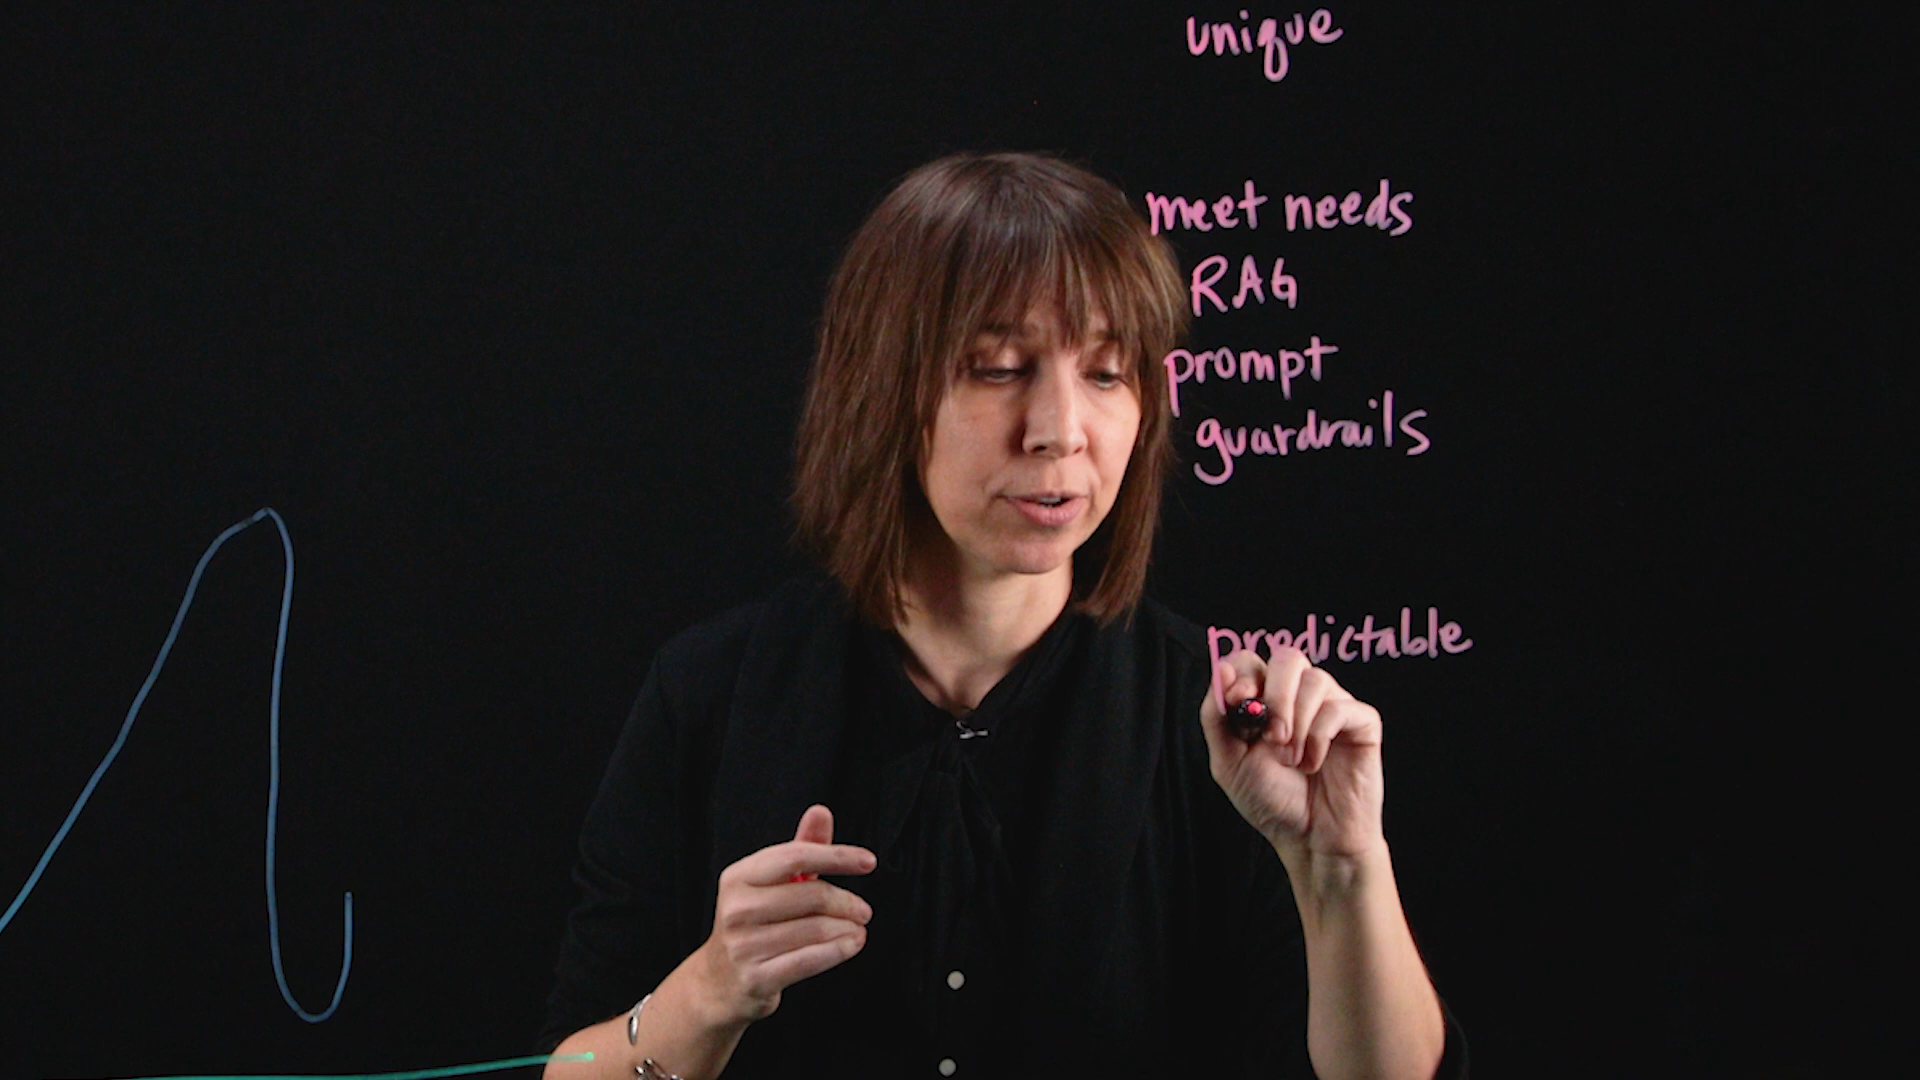 unique
meet needs
RAG
prompt
guardrails
predictable